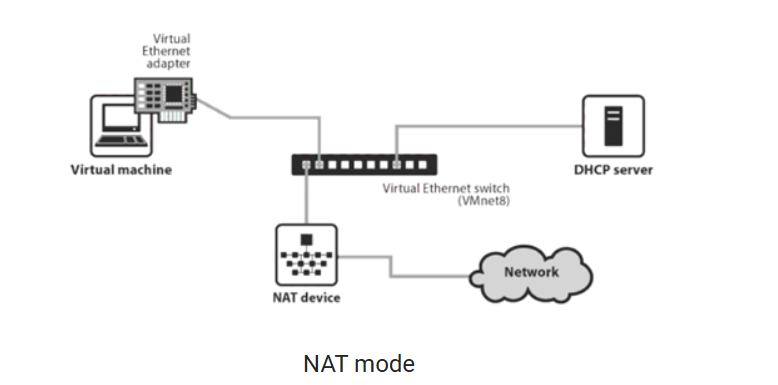 Virtual
Ethernet
adapter
Virtual machine
DHCP server
Virtual Ethernet switch
(VMnet8)
NAT device
Network
NAT mode